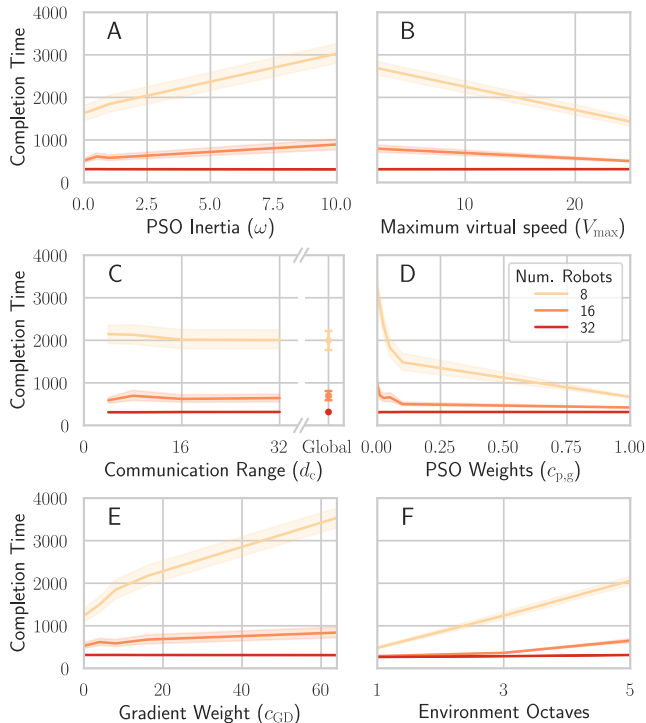 A
B
Completion Time
4000
3000
2000
1000
0
0.0
2.5
5.0
7.5
10.0
10
20
PSO Inertia (ω)
Maximum virtual speed (Vmax)
C
D
Completion Time
4000
3000
2000
1000
0
Num. Robots
8
16
32
0
16
32
Global
0.00
0.25
0.50
0.75
1.00
Communication Range (dc)
PSO Weights (cp,g)
E
F
Completion Time
4000
3000
2000
1000
0
0
20
40
60
1
3
5
Gradient Weight (cGD)
Environment Octaves